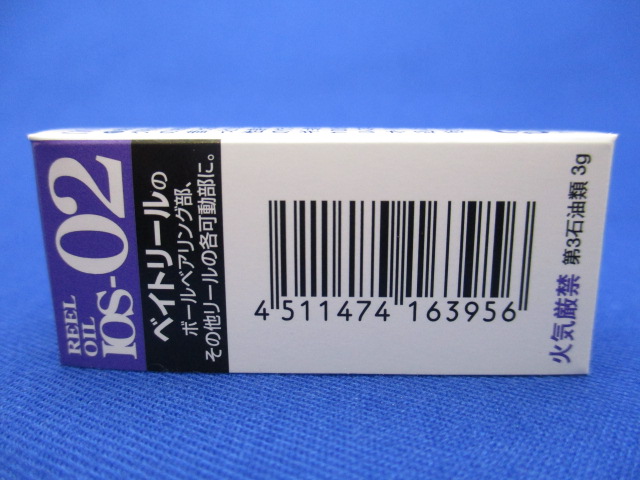 REEL
OIL
IOS-02
ベイトリールの
ボールベアリング部、
その他リールの各可動部に。
4 511474 163956
火気厳禁 第3石油類 3g